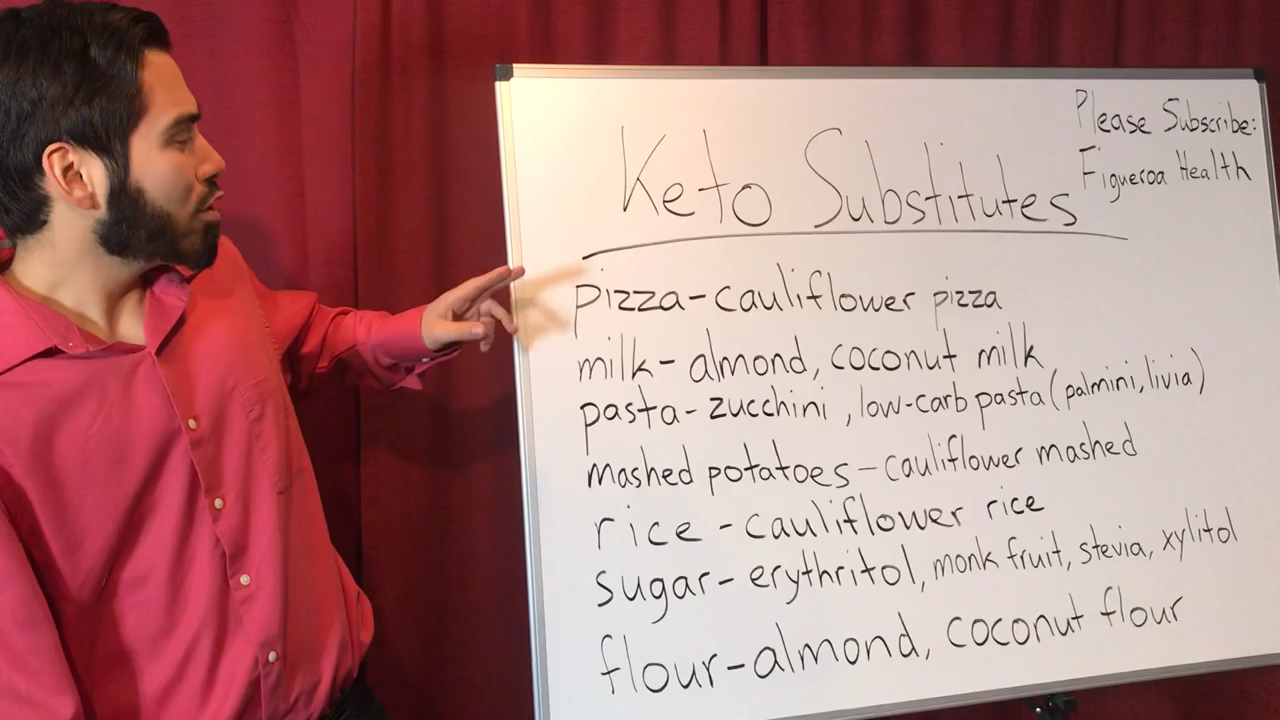 Please Subscribe:
Figueroa Health
Keto Substitutes
pizza-cauliflower pizza
milk-almond, coconut milk
pasta-zucchini, low-carb pasta (palmini, livia)
mashed potatoes-cauliflower mashed
rice-cauliflower rice
sugar-erythritol, monk fruit, stevia, xylitol
flour-almond, coconut flour